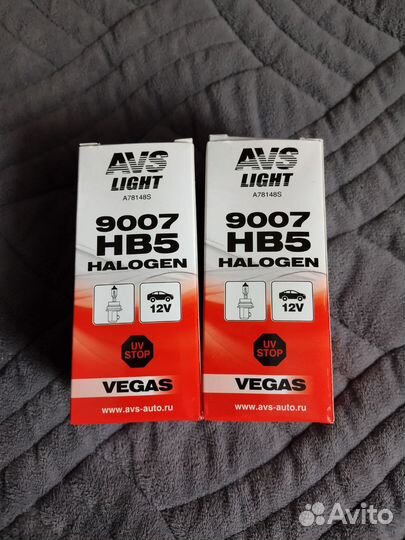 AVS
LIGHT
A78148S
9007
HB5
HALOGEN
12V
UV
STOP
VEGAS
www.avs-auto.ru
AVS
LIGHT
A78148S
9007
HB5
HALOGEN
12V
UV
STOP
VEGAS
www.avs-auto.ru
Avito